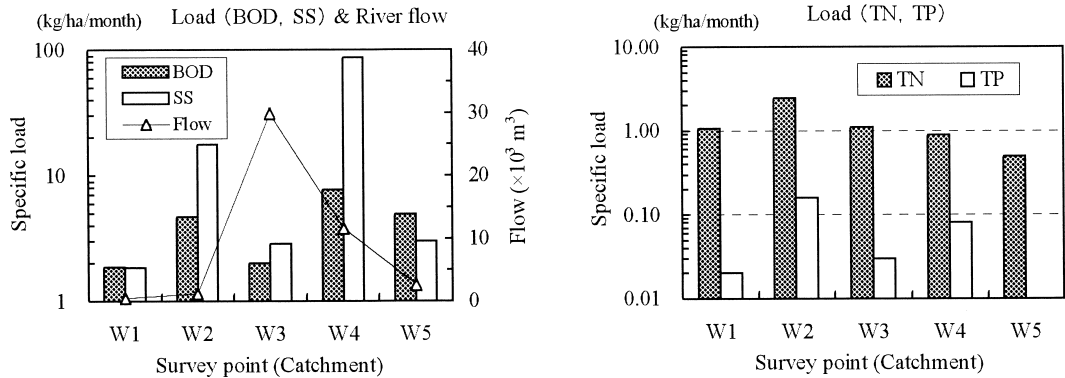 (kg/ha/month) Load (BOD, SS) & River flow
100
10
1
Specific load
BOD
SS
Flow
40
30
20
10
0
Flow (×10³ m³)
W1 W2 W3 W4 W5
Survey point (Catchment)
(kg/ha/month) Load (TN, TP)
10.00
1.00
0.10
0.01
Specific load
TN TP
W1 W2 W3 W4 W5
Survey point (Catchment)